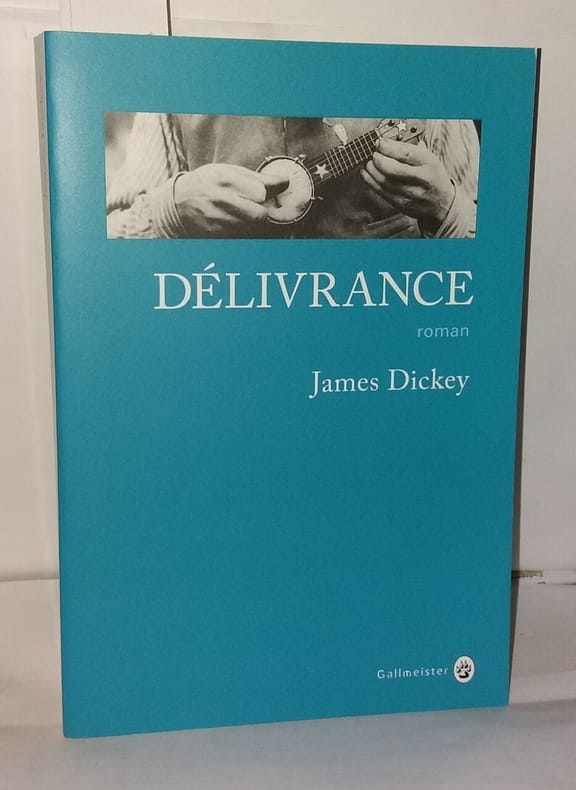 DÉLIVRANCE
roman
James Dickey
Gallmeister